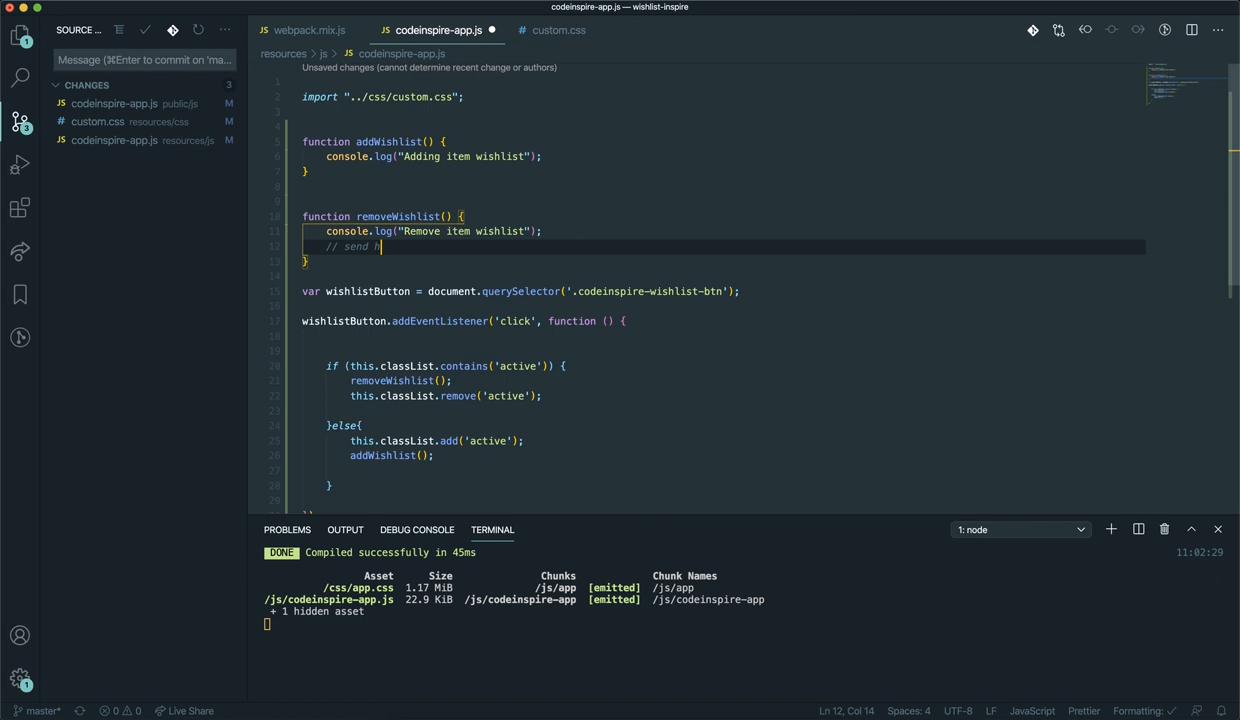 codeinspire-app.js — wishlist-inspire
SOURCE ...
webpack.mix.js
JS codeinspire-app.js
# custom.css
Message (⌘Enter to commit on 'ma...
resources > js > JS codeinspire-app.js
CHANGES 3
JS codeinspire-app.js public/js M
# custom.css resources/css M
JS codeinspire-app.js resources/js M
1
3
1
Unsaved changes (cannot determine recent change or authors)
1
2 import "../css/custom.css";
3
4
5 function addWishlist() {
6 console.log("Adding item wishlist");
7 }
8
9
10 function removeWishlist() {
11 console.log("Remove item wishlist");
12 // send h
13 }
14
15 var wishlistButton = document.querySelector('.codeinspire-wishlist-btn');
16
17 wishlistButton.addEventListener('click', function () {
18
19
20 if (this.classList.contains('active')) {
21 removeWishlist();
22 this.classList.remove('active');
23
24 }else{
25 this.classList.add('active');
26 addWishlist();
27
28 }
29
PROBLEMS OUTPUT DEBUG CONSOLE TERMINAL 1: node
DONE Compiled successfully in 45ms 11:02:29
Asset Size Chunks Chunk Names
/css/app.css 1.17 MiB /js/app [emitted] /js/app
/js/codeinspire-app.js 22.9 KiB /js/codeinspire-app [emitted] /js/codeinspire-app
+ 1 hidden asset
master* 0 0 Live Share Ln 12, Col 14 Spaces: 4 UTF-8 LF JavaScript Prettier Formatting: ✓